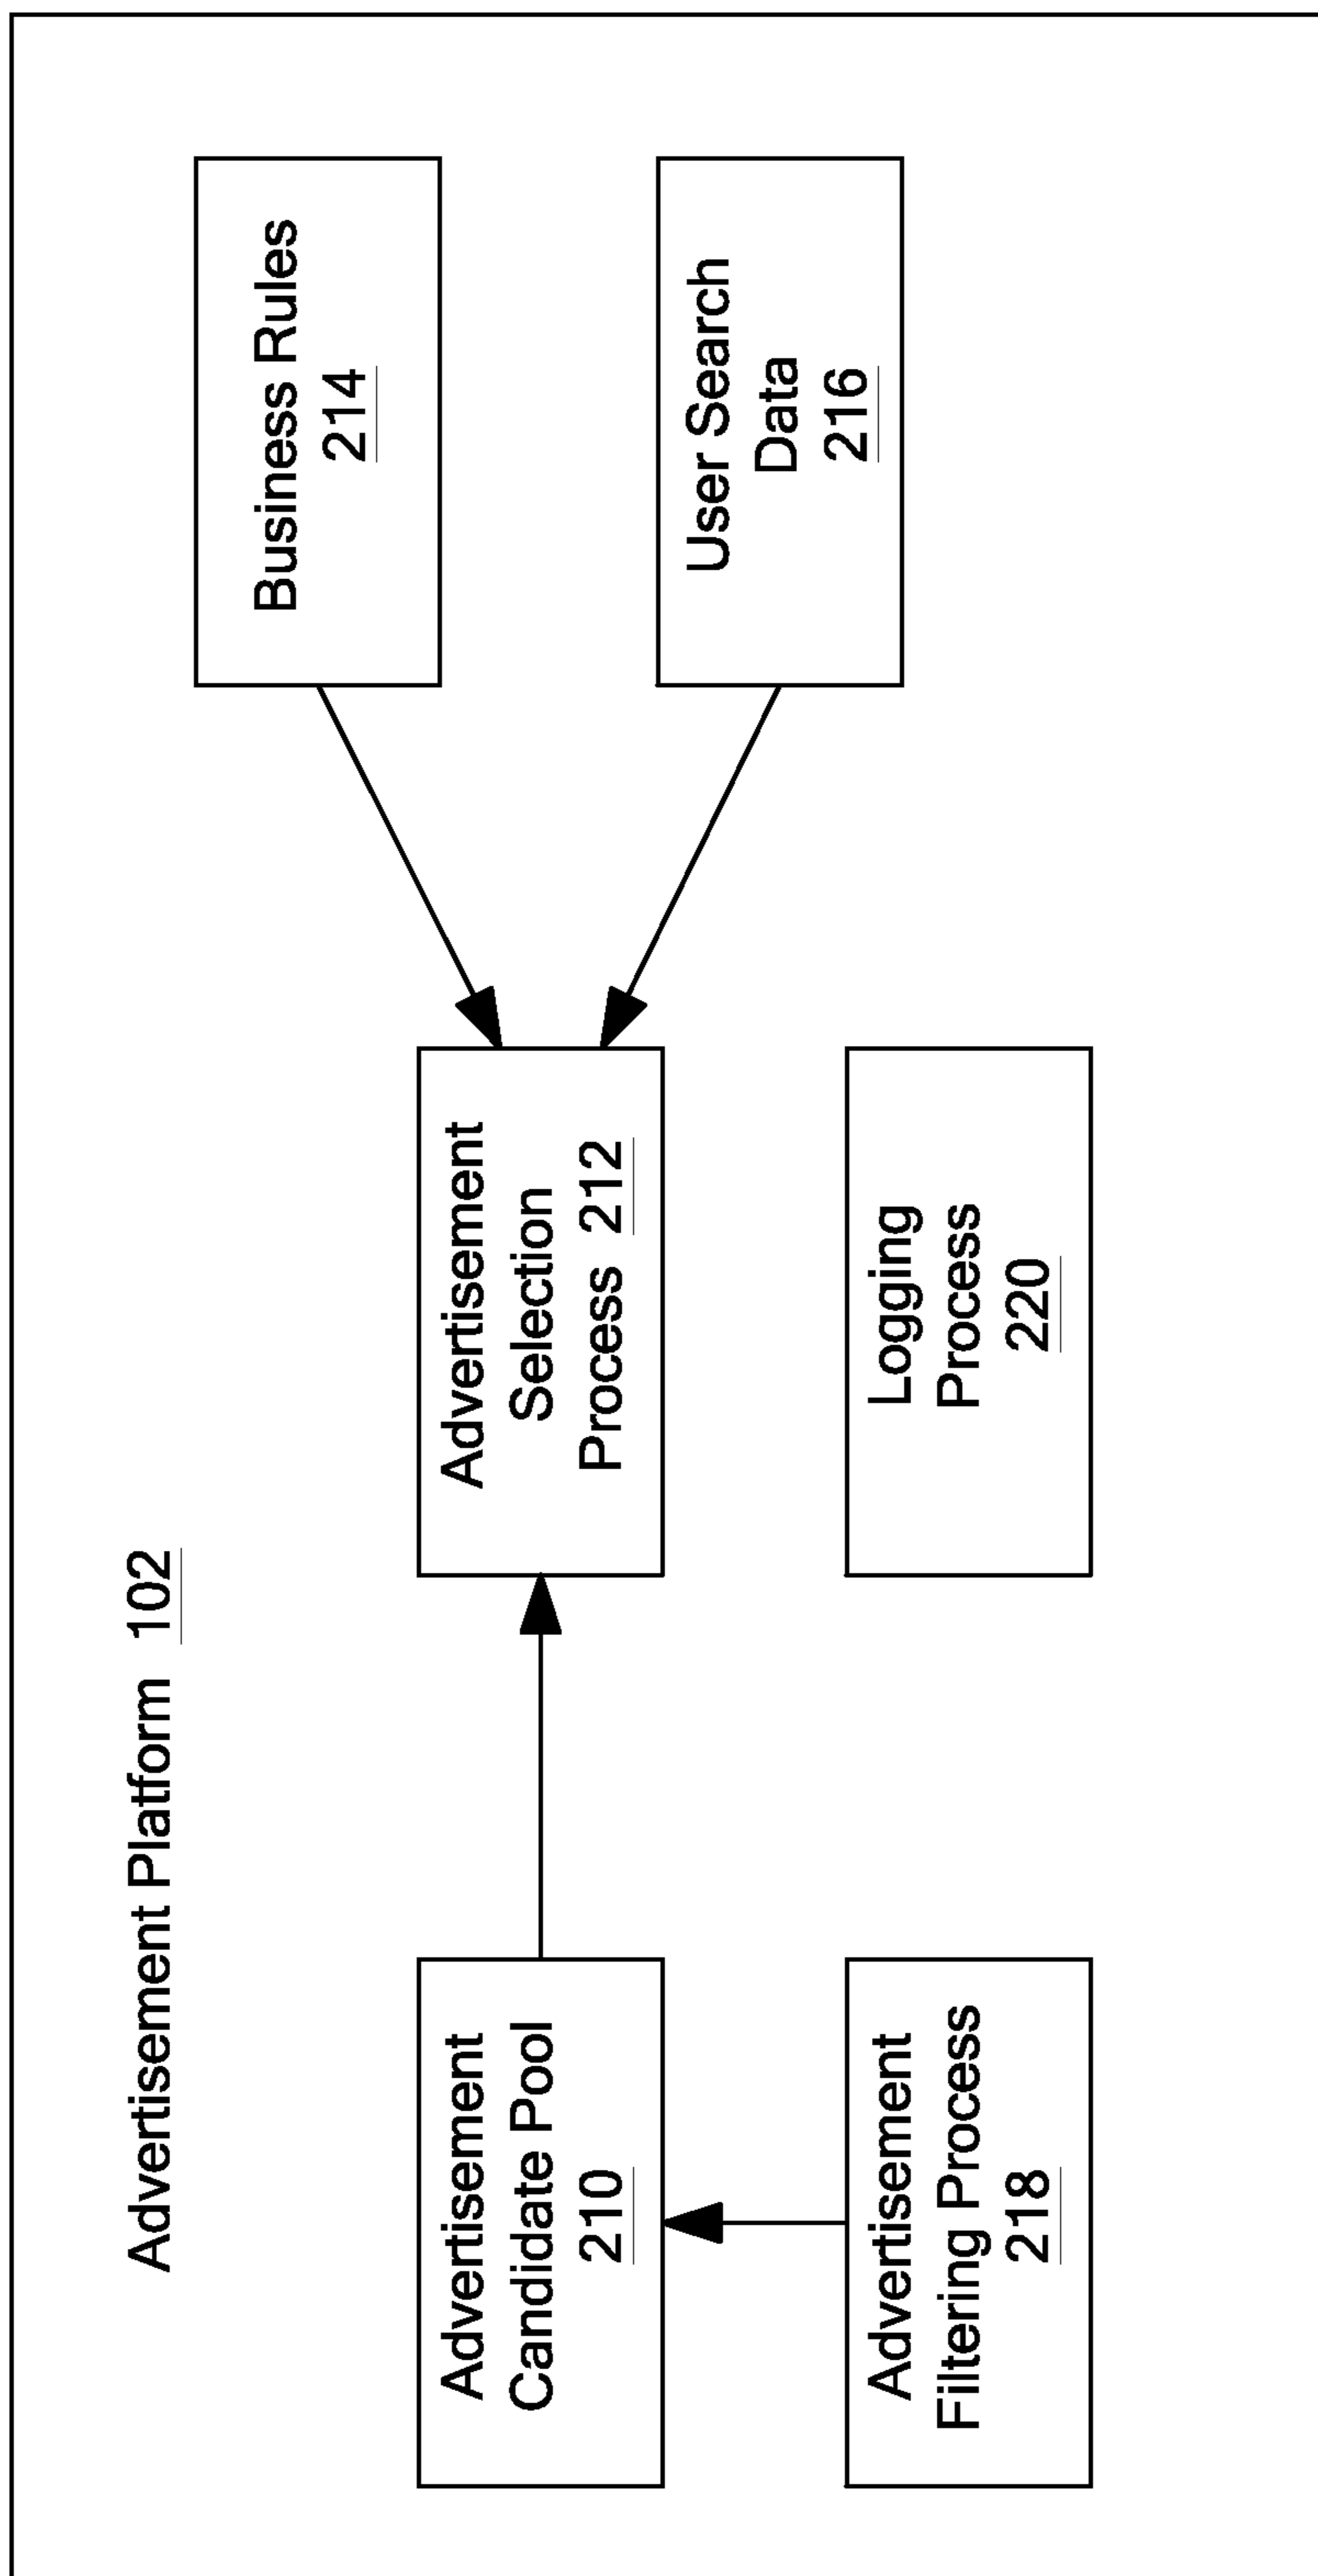 Advertisement Platform 102
Business Rules
214
Advertisement
Candidate Pool
210
Advertisement
Selection
Process 212
User Search
Data
216
Advertisement
Filtering Process
218
Logging
Process
220